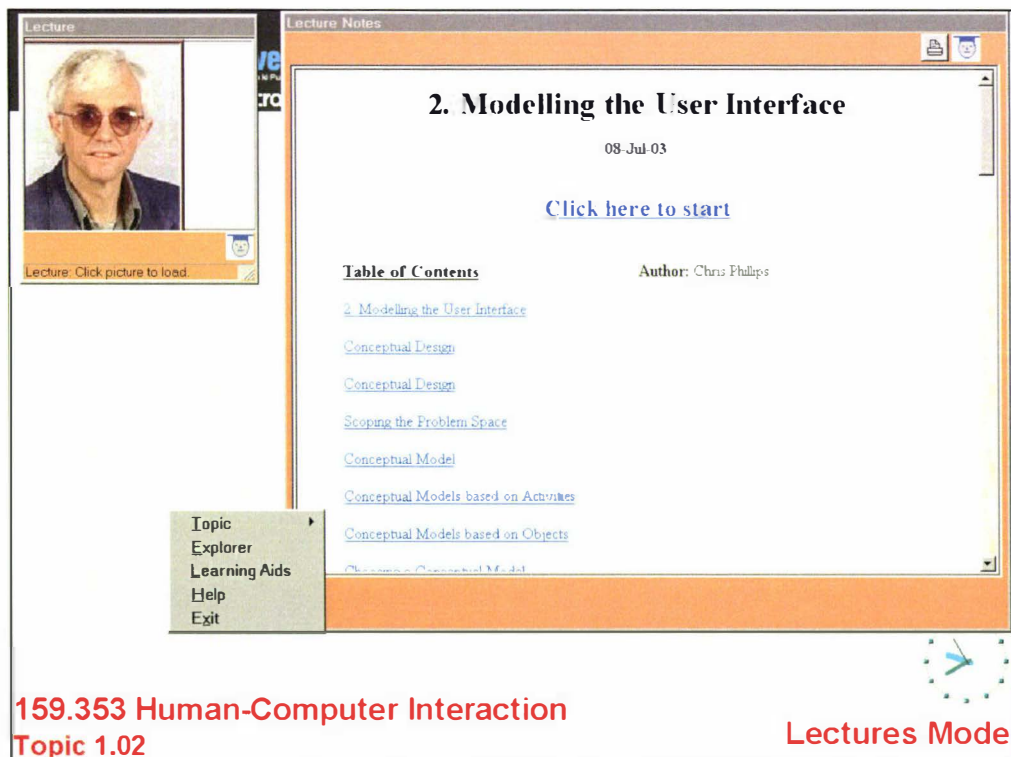 Lecture
Lecture Notes
2. Modelling the User Interface
08-Jul-03
Click here to start
Lecture: Click picture to load.
Table of Contents
Author: Chris Phillips
2. Modelling the User Interface
Conceptual Design
Conceptual Design
Scoping the Problem Space
Conceptual Model
Conceptual Models based on Activities
Conceptual Models based on Objects
Topic
Explorer
Learning Aids
Help
Exit
159.353 Human-Computer Interaction
Topic 1.02
Lectures Mode